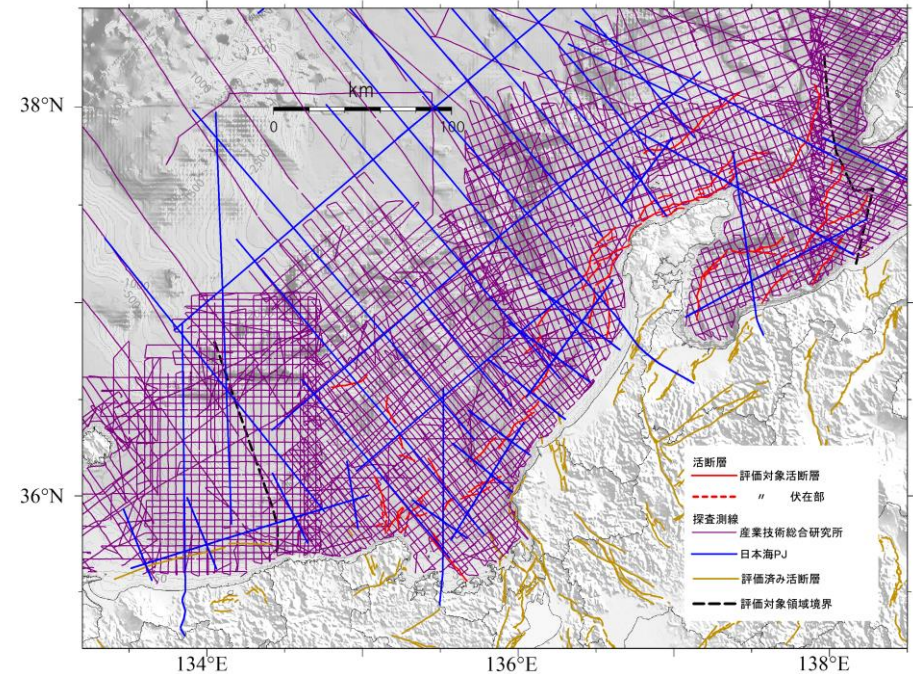 km
0
100
2000
1000
38°N
36°N
134°E
136°E
138°E
活断層
評価対象活断層
〃 伏在部
探査測線
産業技術総合研究所
日本海PJ
評価済み活断層
評価対象領域境界